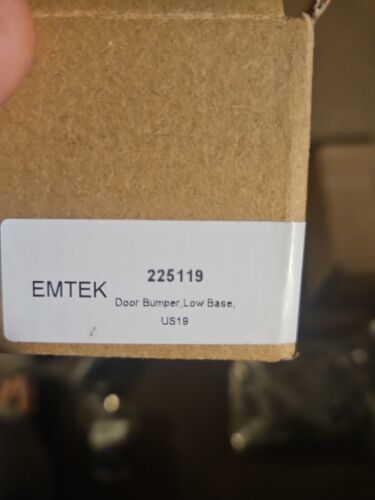 225119
EMTEK
Door Bumper,Low Base,
US19